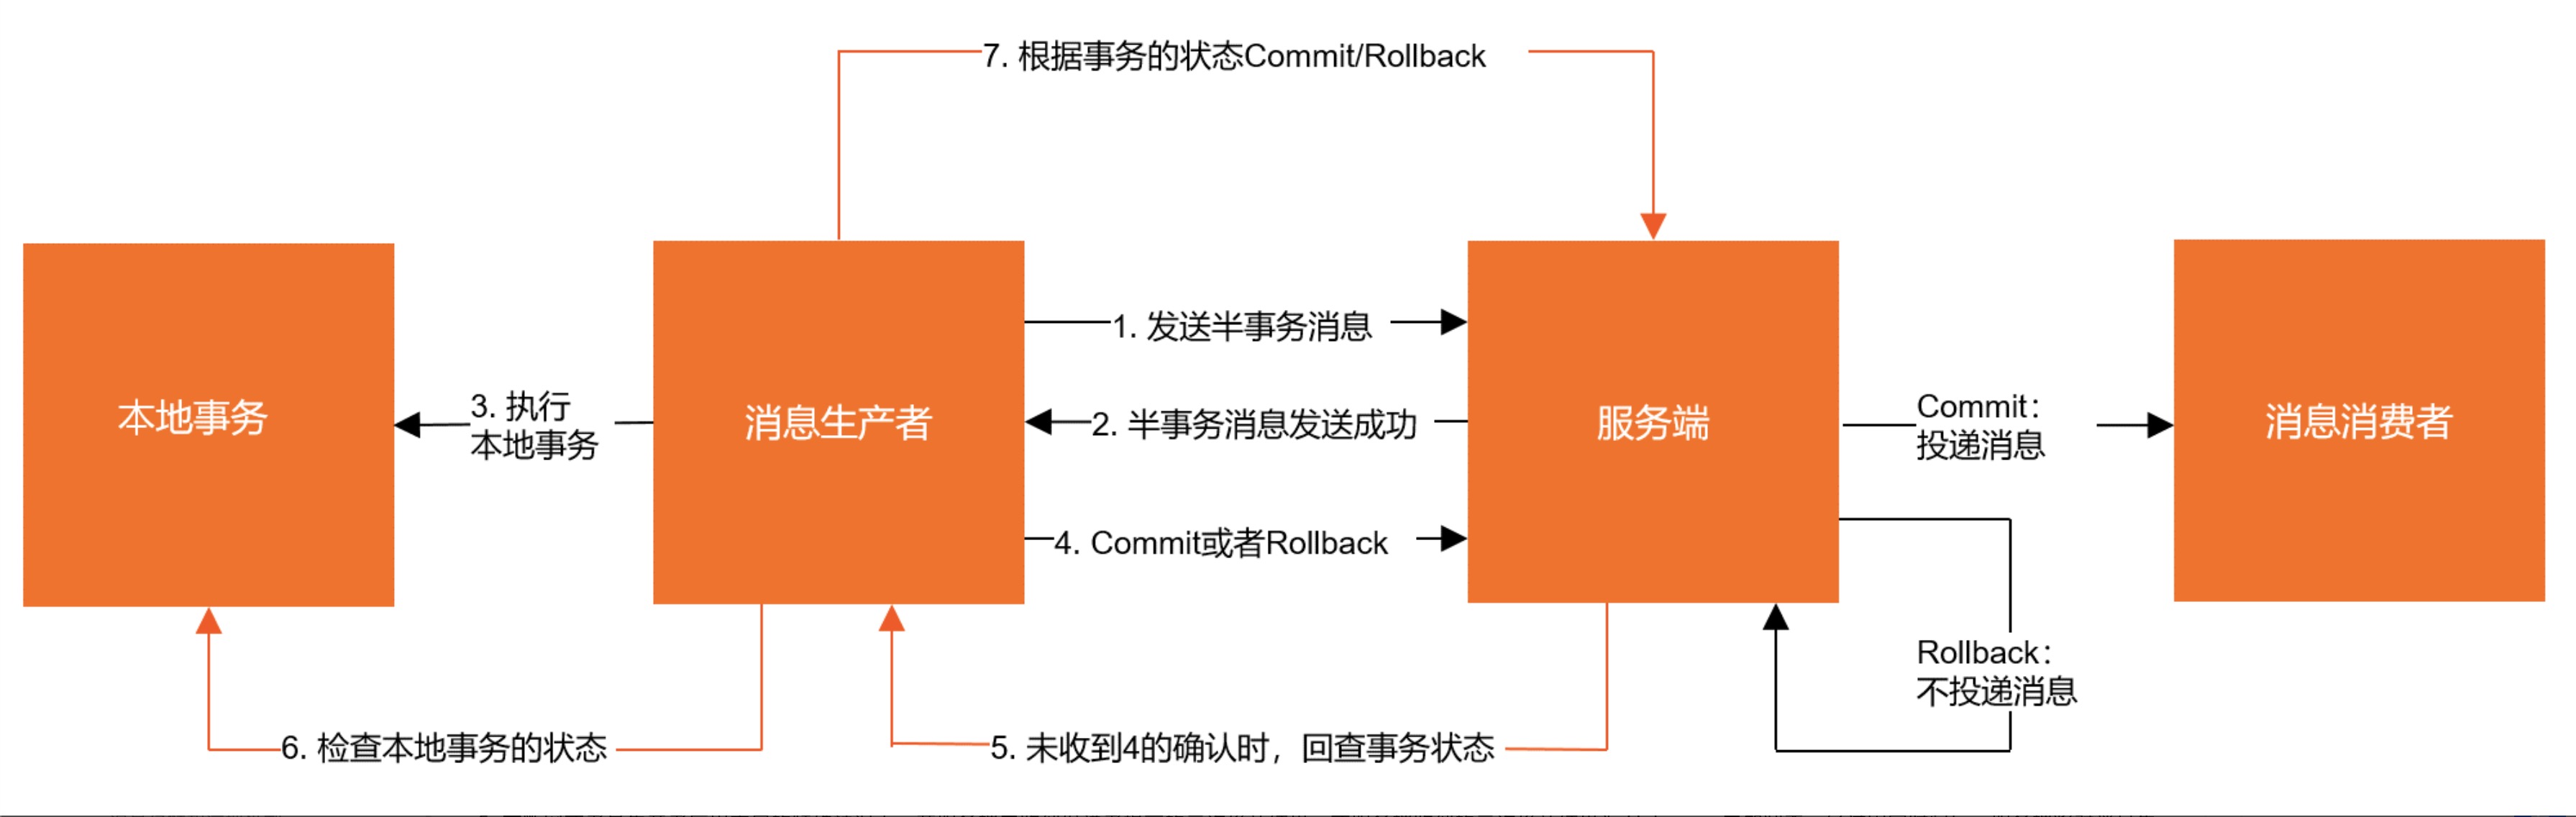 7. 根据事务的状态Commit/Rollback
1. 发送半事务消息
本地事务
3. 执行
本地事务
消息生产者
2. 半事务消息发送成功
服务端
Commit：
投递消息
消息消费者
4. Commit或者Rollback
Rollback：
不投递消息
6. 检查本地事务的状态
5. 未收到4的确认时，回查事务状态